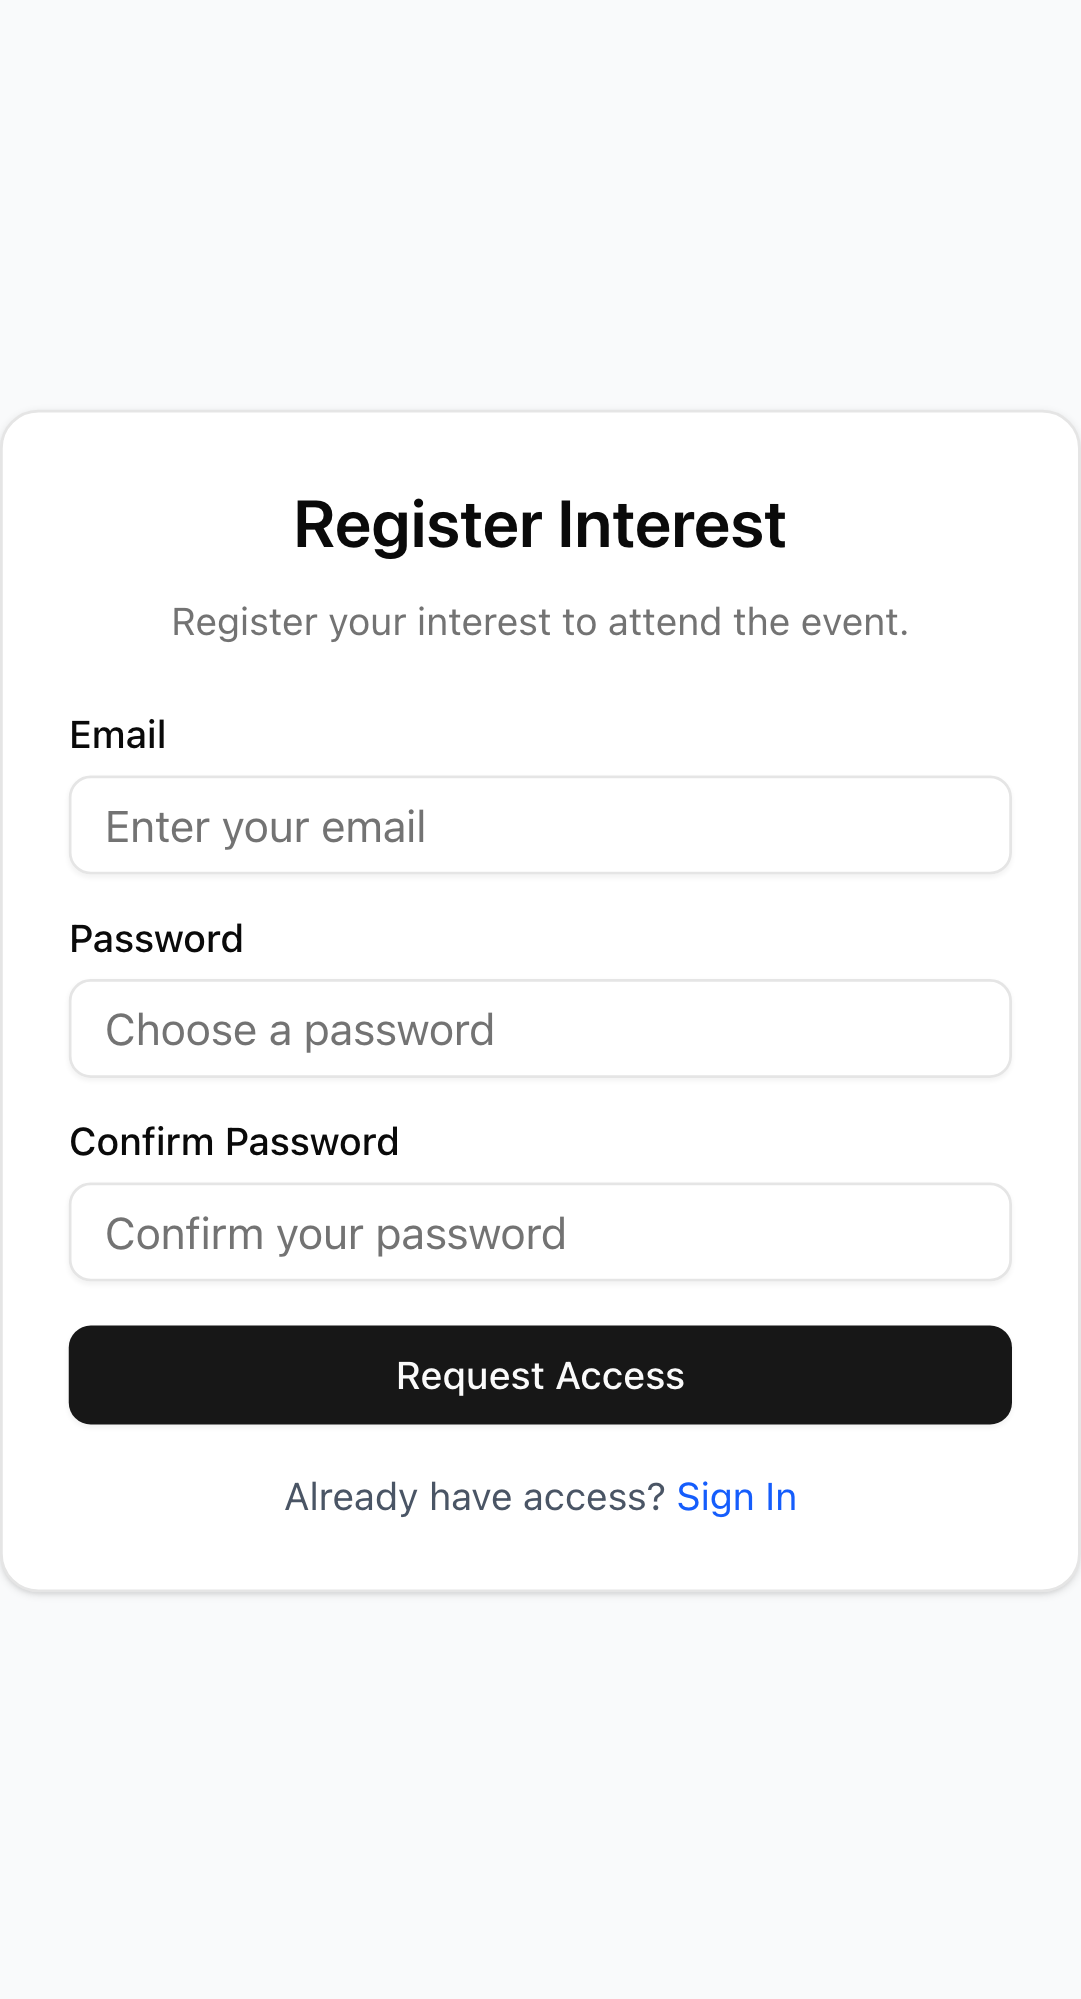 Register Interest
Register your interest to attend the event.
Email
Enter your email
Password
Choose a password
Confirm Password
Confirm your password
Request Access
Already have access? Sign In